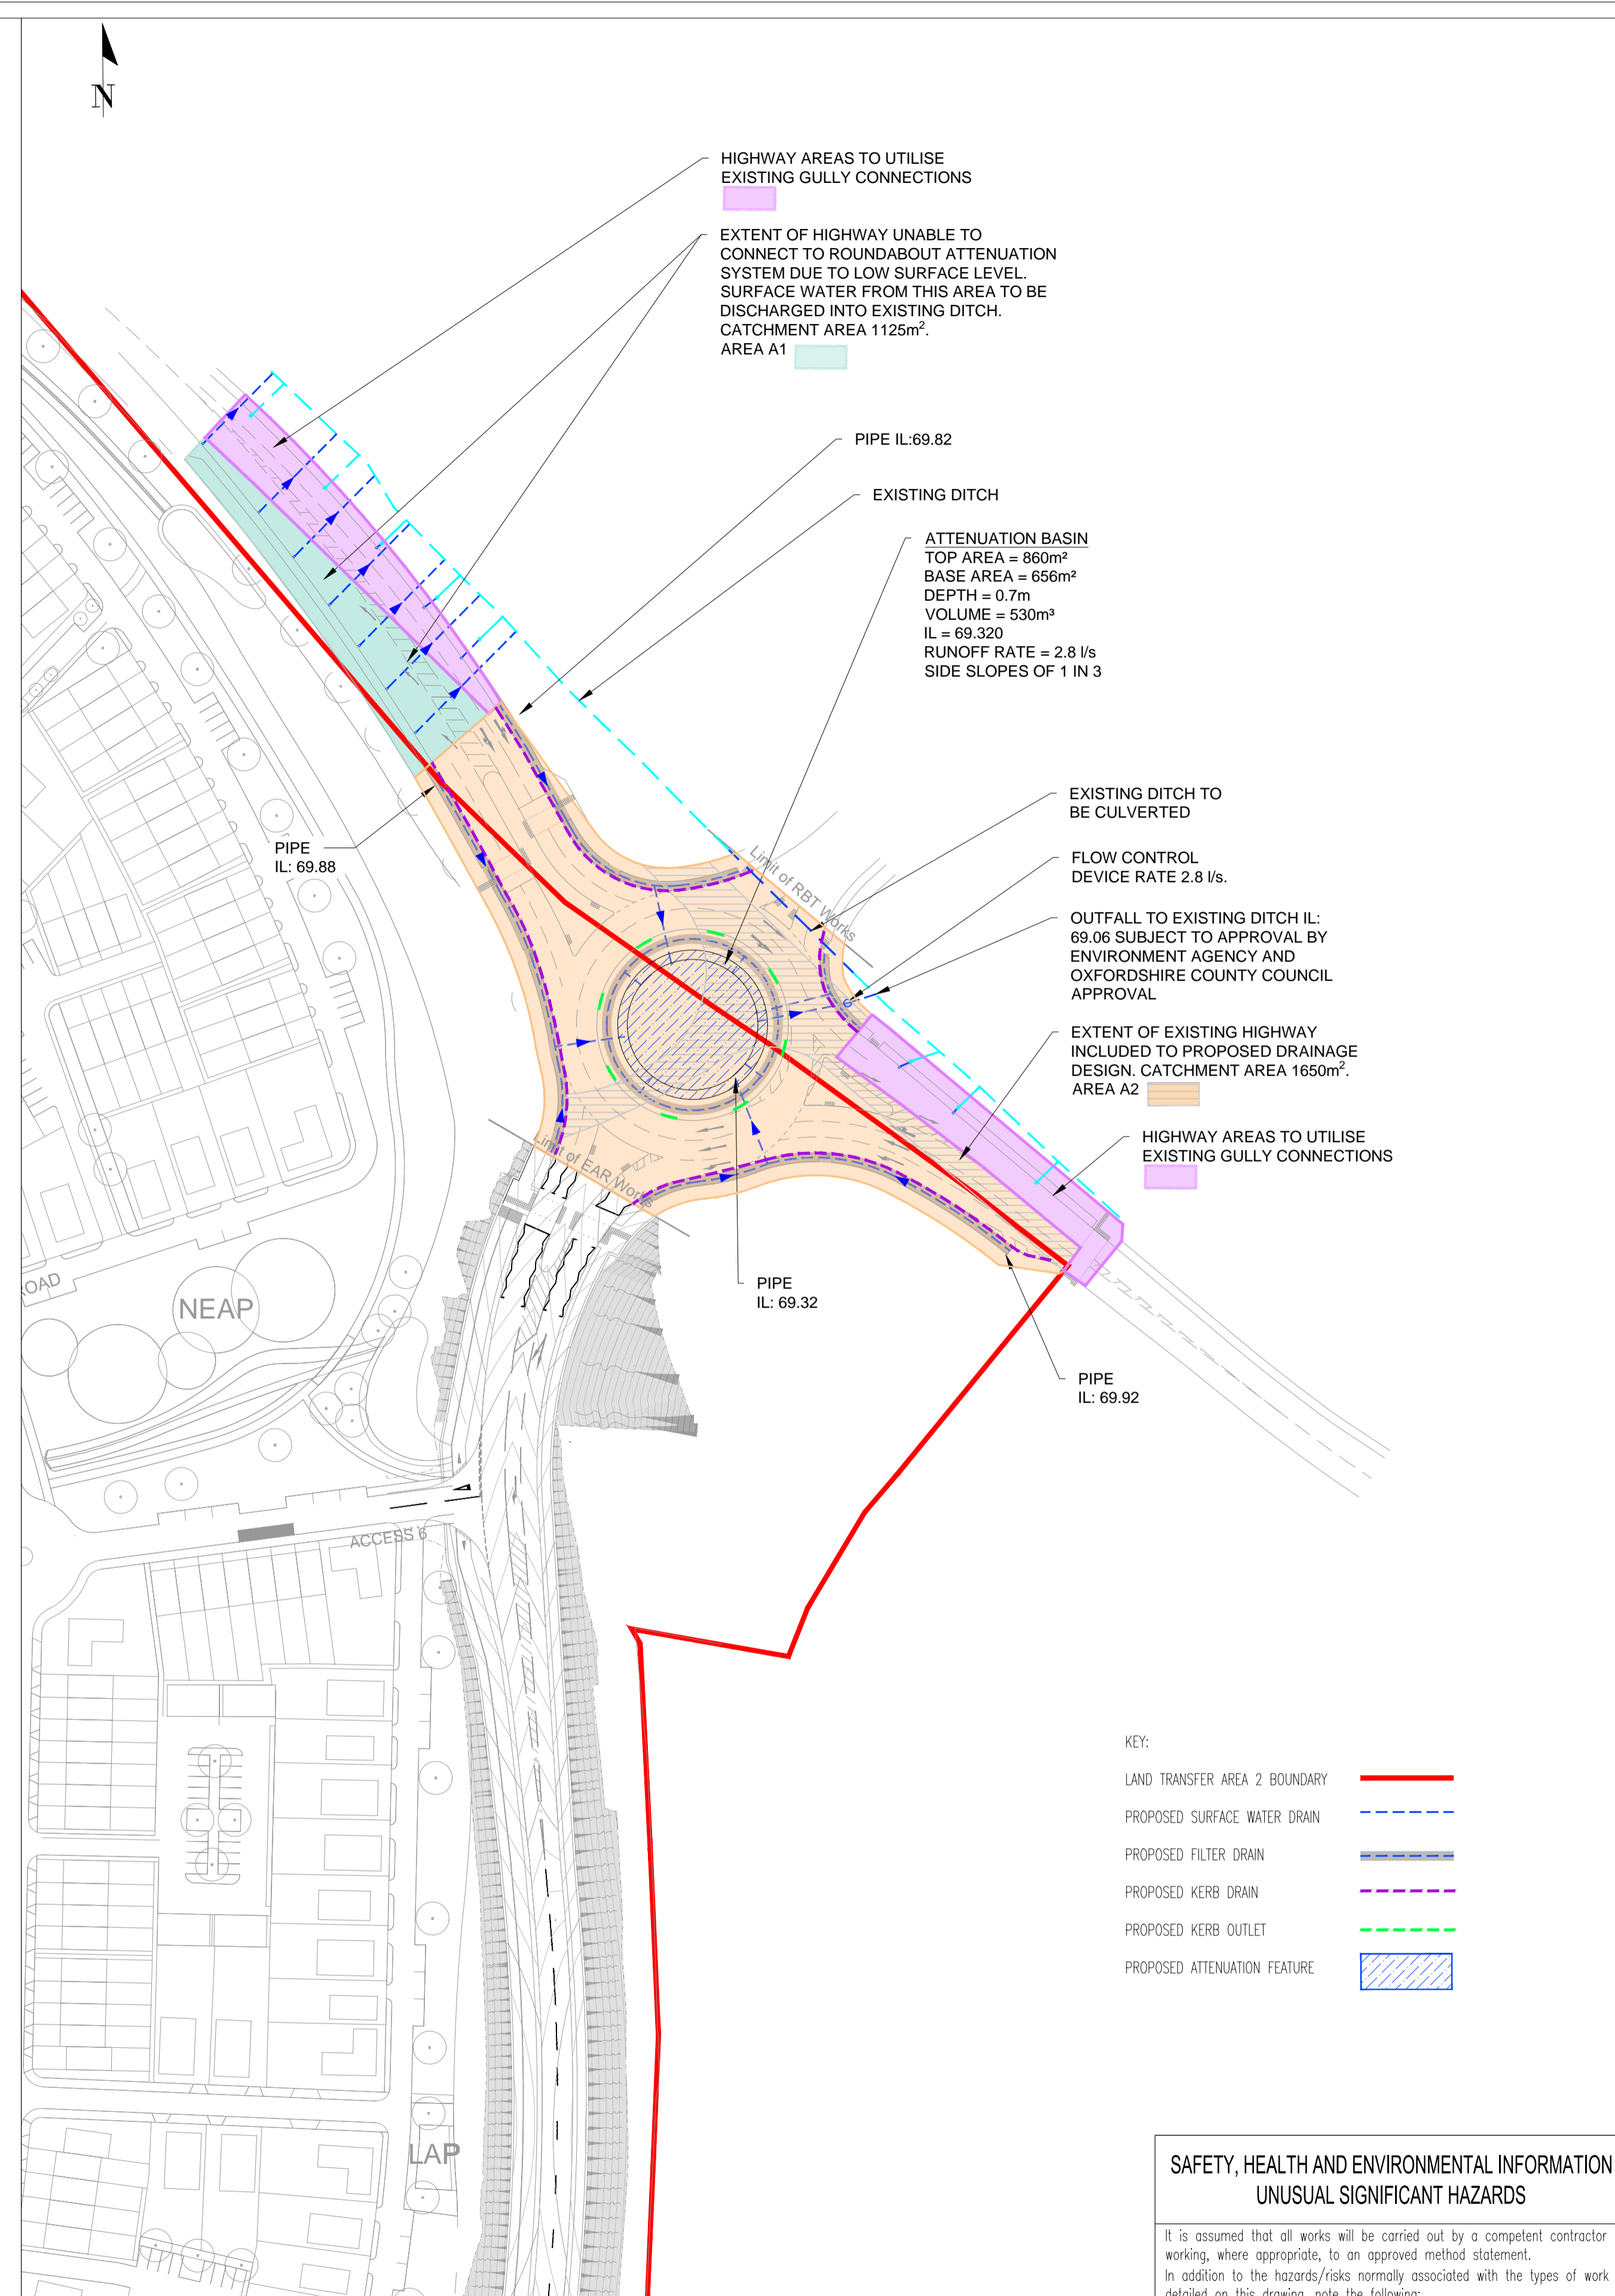 N
HIGHWAY AREAS TO UTILISE
EXISTING GULLY CONNECTIONS
EXTENT OF HIGHWAY UNABLE TO
CONNECT TO ROUNDABOUT ATTENUATION
SYSTEM DUE TO LOW SURFACE LEVEL.
SURFACE WATER FROM THIS AREA TO BE
DISCHARGED INTO EXISTING DITCH.
CATCHMENT AREA 1125m².
AREA A1
PIPE IL:69.82
EXISTING DITCH
ATTENUATION BASIN
TOP AREA = 860m²
BASE AREA = 656m²
DEPTH = 0.7m
VOLUME = 530m³
IL = 69.320
RUNOFF RATE = 2.8 l/s
SIDE SLOPES OF 1 IN 3
EXISTING DITCH TO
BE CULVERTED
PIPE
IL: 69.88
Limit of RBT Works
FLOW CONTROL
DEVICE RATE 2.8 l/s.
OUTFALL TO EXISTING DITCH IL:
69.06 SUBJECT TO APPROVAL BY
ENVIRONMENT AGENCY AND
OXFORDSHIRE COUNTY COUNCIL
APPROVAL
EXTENT OF EXISTING HIGHWAY
INCLUDED TO PROPOSED DRAINAGE
DESIGN. CATCHMENT AREA 1650m².
AREA A2
HIGHWAY AREAS TO UTILISE
EXISTING GULLY CONNECTIONS
Limit of EAR Works
PIPE
IL: 69.32
OAD
NEAP
PIPE
IL: 69.92
ACCESS 6
KEY:
LAND TRANSFER AREA 2 BOUNDARY
PROPOSED SURFACE WATER DRAIN
PROPOSED FILTER DRAIN
PROPOSED KERB DRAIN
PROPOSED KERB OUTLET
PROPOSED ATTENUATION FEATURE
LAP
SAFETY, HEALTH AND ENVIRONMENTAL INFORMATION
UNUSUAL SIGNIFICANT HAZARDS
It is assumed that all works will be carried out by a competent contractor
working, where appropriate, to an approved method statement.
In addition to the hazards/risks normally associated with the types of work
detailed on this drawing, note the following: